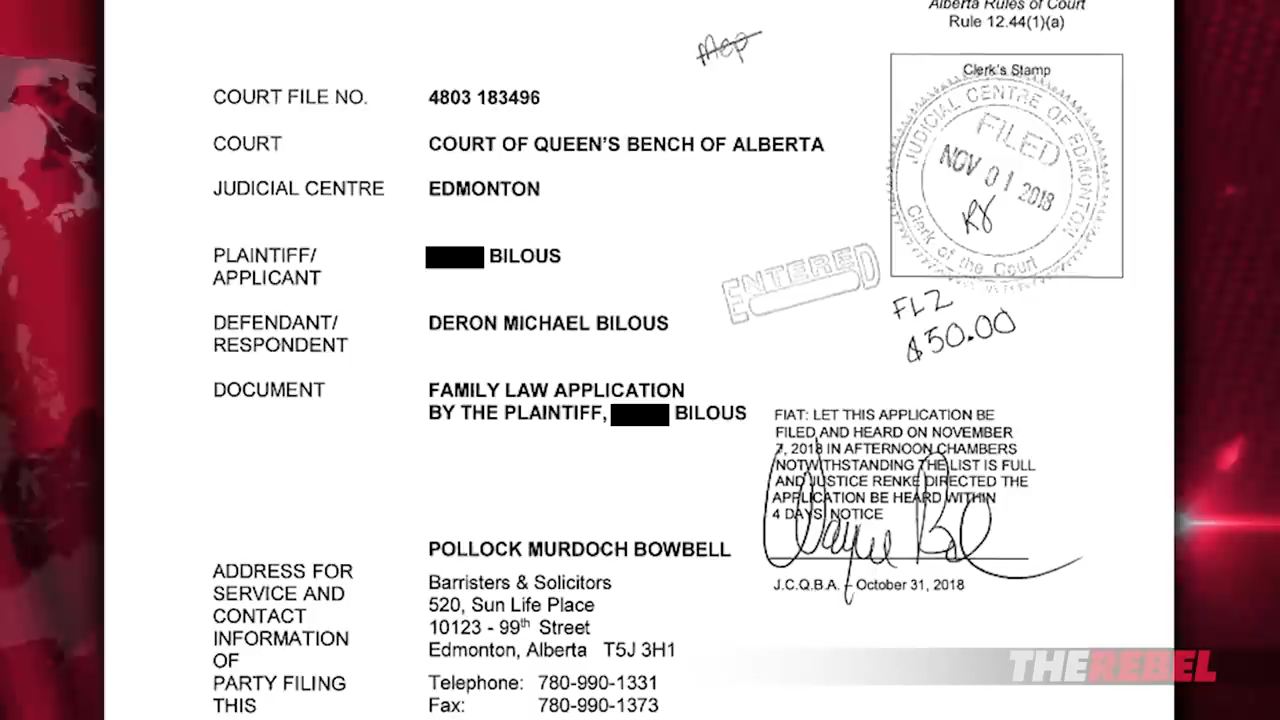 Alberta Rules of Court
Rule 12.44(1)(a)
Clerk's Stamp
COURT FILE NO. 4803 183496
COURT COURT OF QUEEN'S BENCH OF ALBERTA
JUDICIAL CENTRE EDMONTON
JUDICIAL CENTRE OF EDMONTON
FILED
NOV 01 2018
Clerk of the Court
PLAINTIFF/ BILOUS
APPLICANT
ENTERED
FL2
$50.00
DEFENDANT/ DERON MICHAEL BILOUS
RESPONDENT
DOCUMENT FAMILY LAW APPLICATION
BY THE PLAINTIFF, BILOUS
FIAT: LET THIS APPLICATION BE
FILED AND HEARD ON NOVEMBER
7, 2018 IN AFTERNOON CHAMBERS
NOTWITHSTANDING THE LIST IS FULL
AND JUSTICE RENKE DIRECTED THE
APPLICATION BE HEARD WITHIN
4 DAYS NOTICE
J.C.Q.B.A. – October 31, 2018
POLLOCK MURDOCH BOWBELL
ADDRESS FOR Barristers & Solicitors
SERVICE AND 520, Sun Life Place
CONTACT 10123 - 99th Street
INFORMATION Edmonton, Alberta T5J 3H1
OF
PARTY FILING Telephone: 780-990-1331
THIS Fax: 780-990-1373
THEREBEL